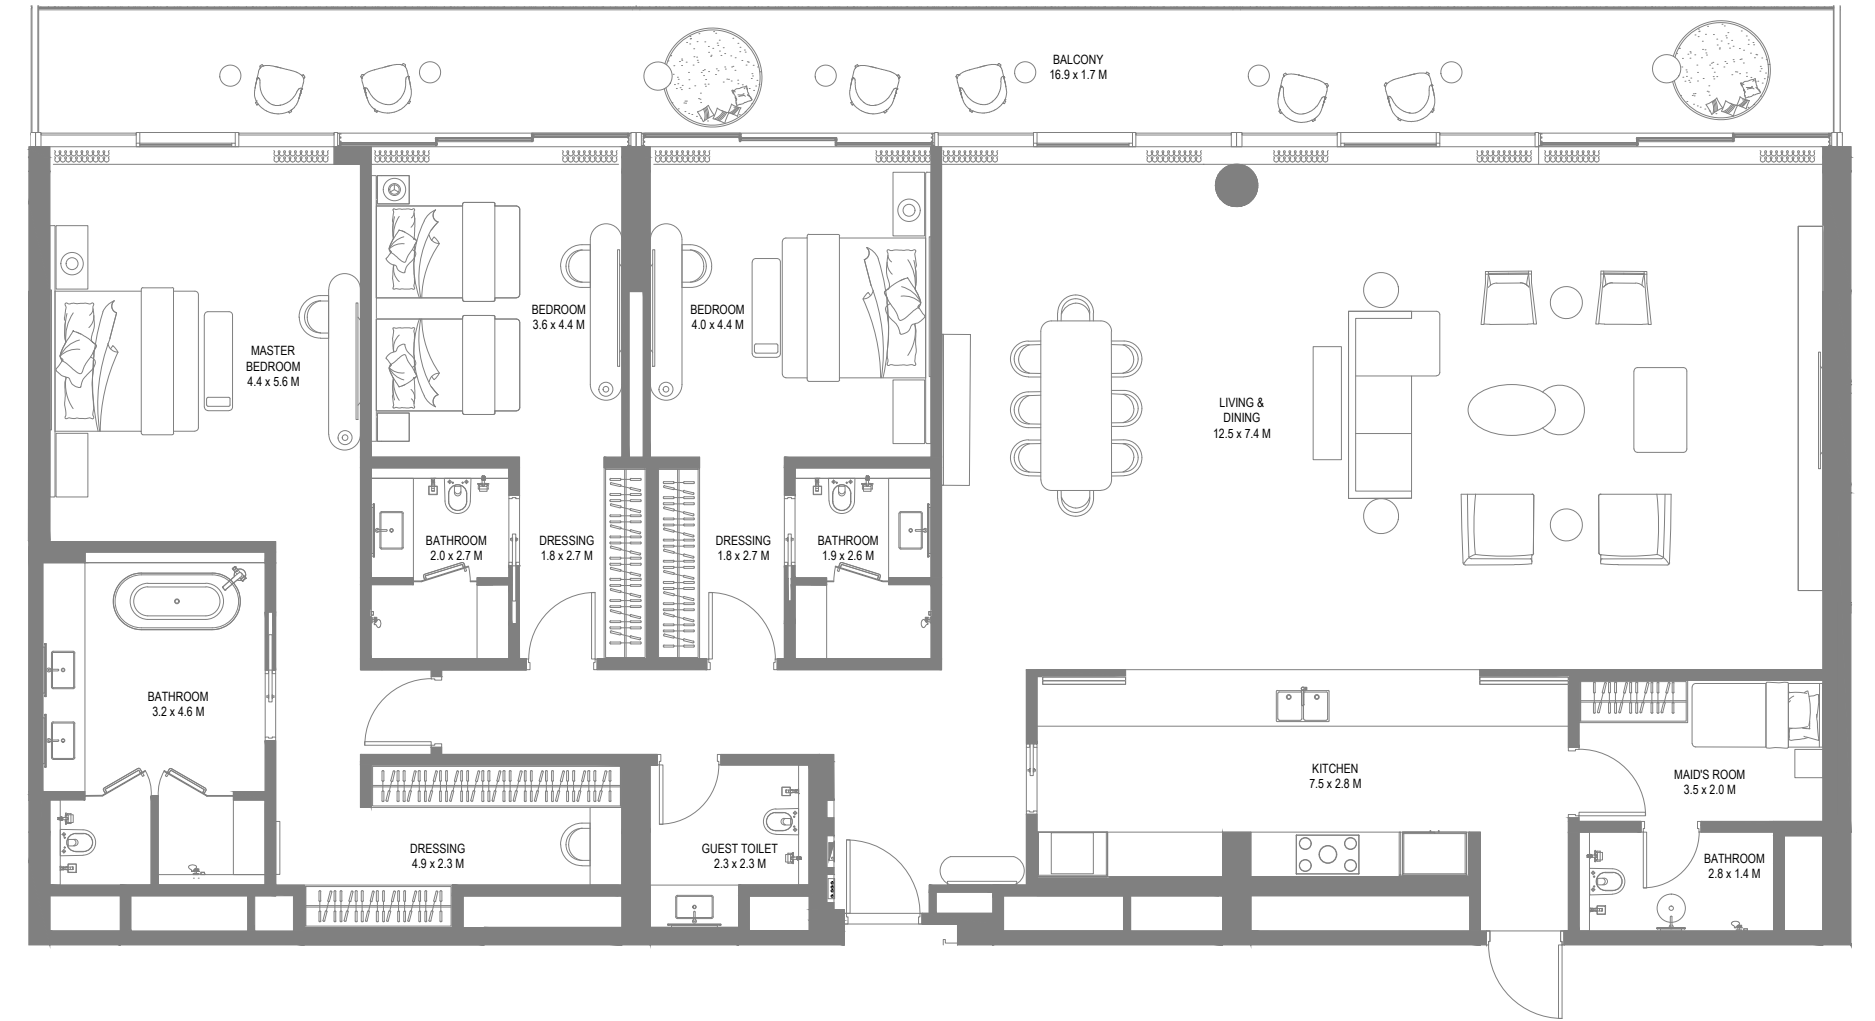 BALCONY
16.9 x 1.7 M
MASTER
BEDROOM
4.4 x 5.6 M
BEDROOM
3.6 x 4.4 M
BEDROOM
4.0 x 4.4 M
LIVING &
DINING
12.5 x 7.4 M
BATHROOM
2.0 x 2.7 M
DRESSING
1.8 x 2.7 M
DRESSING
1.8 x 2.7 M
BATHROOM
1.9 x 2.6 M
BATHROOM
3.2 x 4.6 M
KITCHEN
7.5 x 2.8 M
MAID'S ROOM
3.5 x 2.0 M
DRESSING
4.9 x 2.3 M
GUEST TOILET
2.3 x 2.3 M
BATHROOM
2.8 x 1.4 M